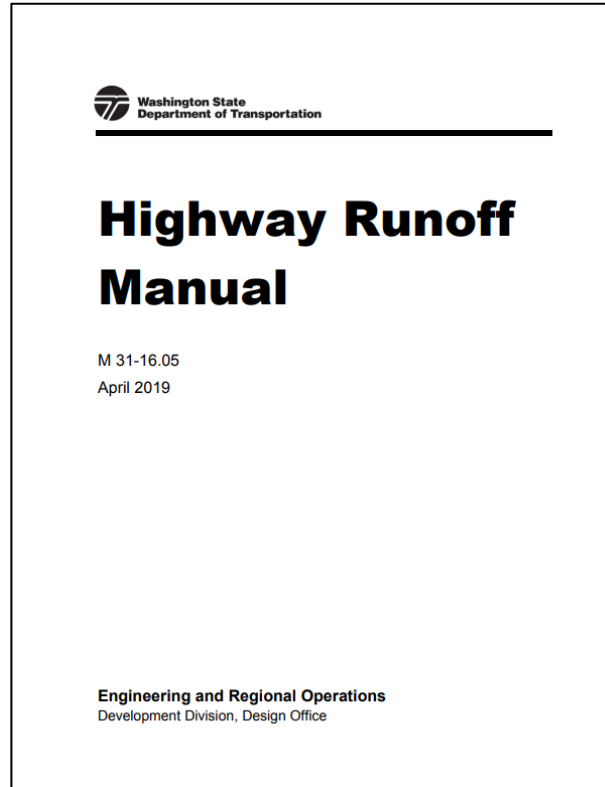 Washington State
Department of Transportation
Highway Runoff
Manual
M 31-16.05
April 2019
Engineering and Regional Operations
Development Division, Design Office